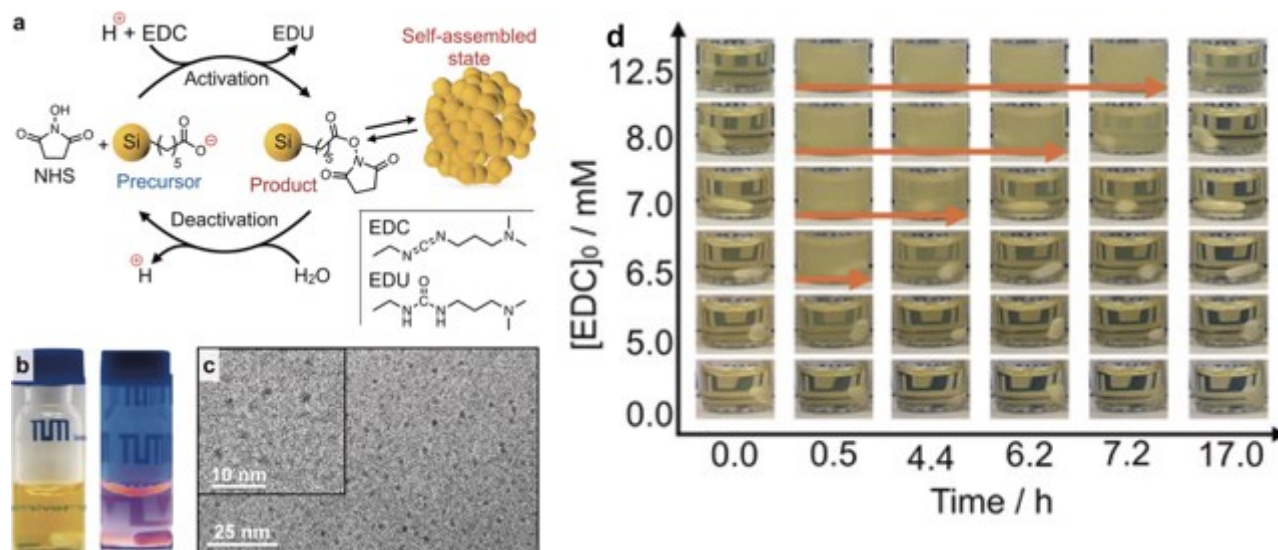 a
H⊕ + EDC
EDU
Activation
Self-assembled
state
OH
N
O
O
+
Si
5
O
O⊖
NHS
Precursor
Si
5
O
O
N
O
O
Product
Deactivation
⊕
H
H₂O
EDC
N=C=N
N
EDU
O
N
H
N
H
N
b
TUM
TUM
c
10 nm
25 nm
d
[EDC]₀ / mM
12.5
8.0
7.0
6.5
5.0
0.0
0.0 0.5 4.4 6.2 7.2 17.0
Time / h